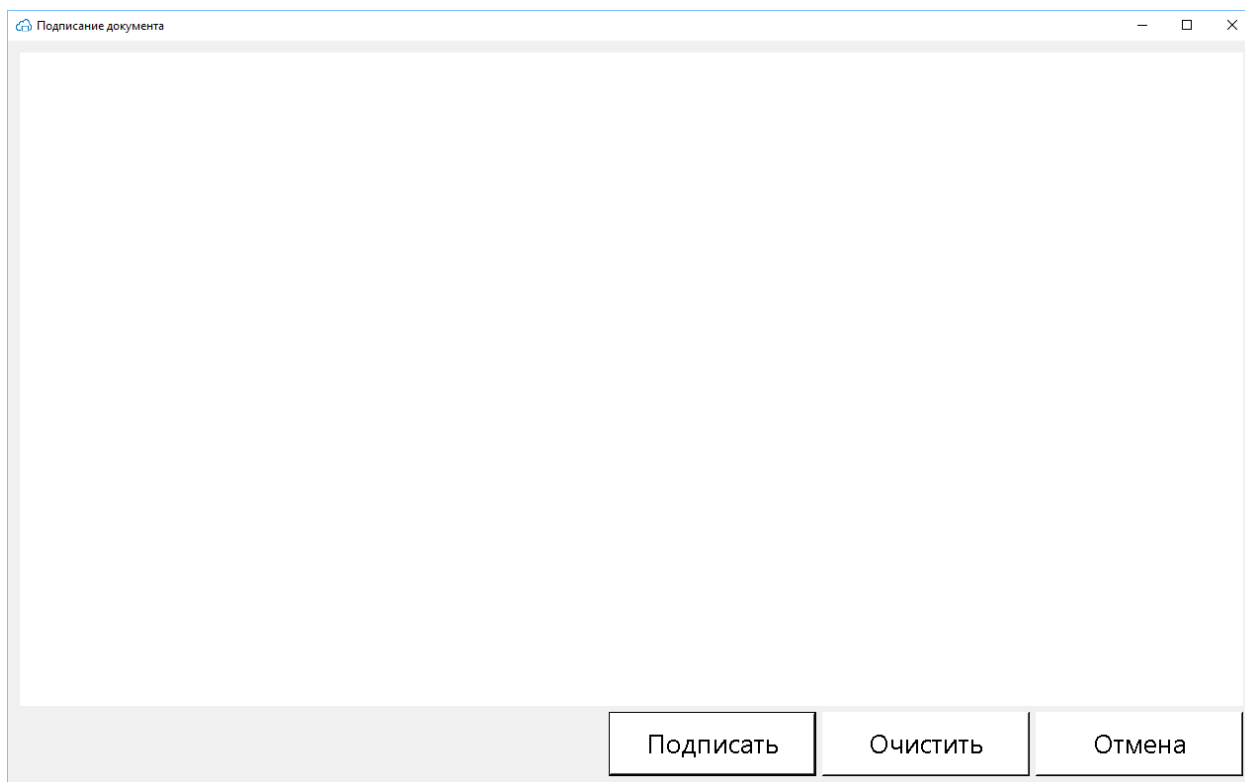 Подписание документа
Подписать Очистить Отмена